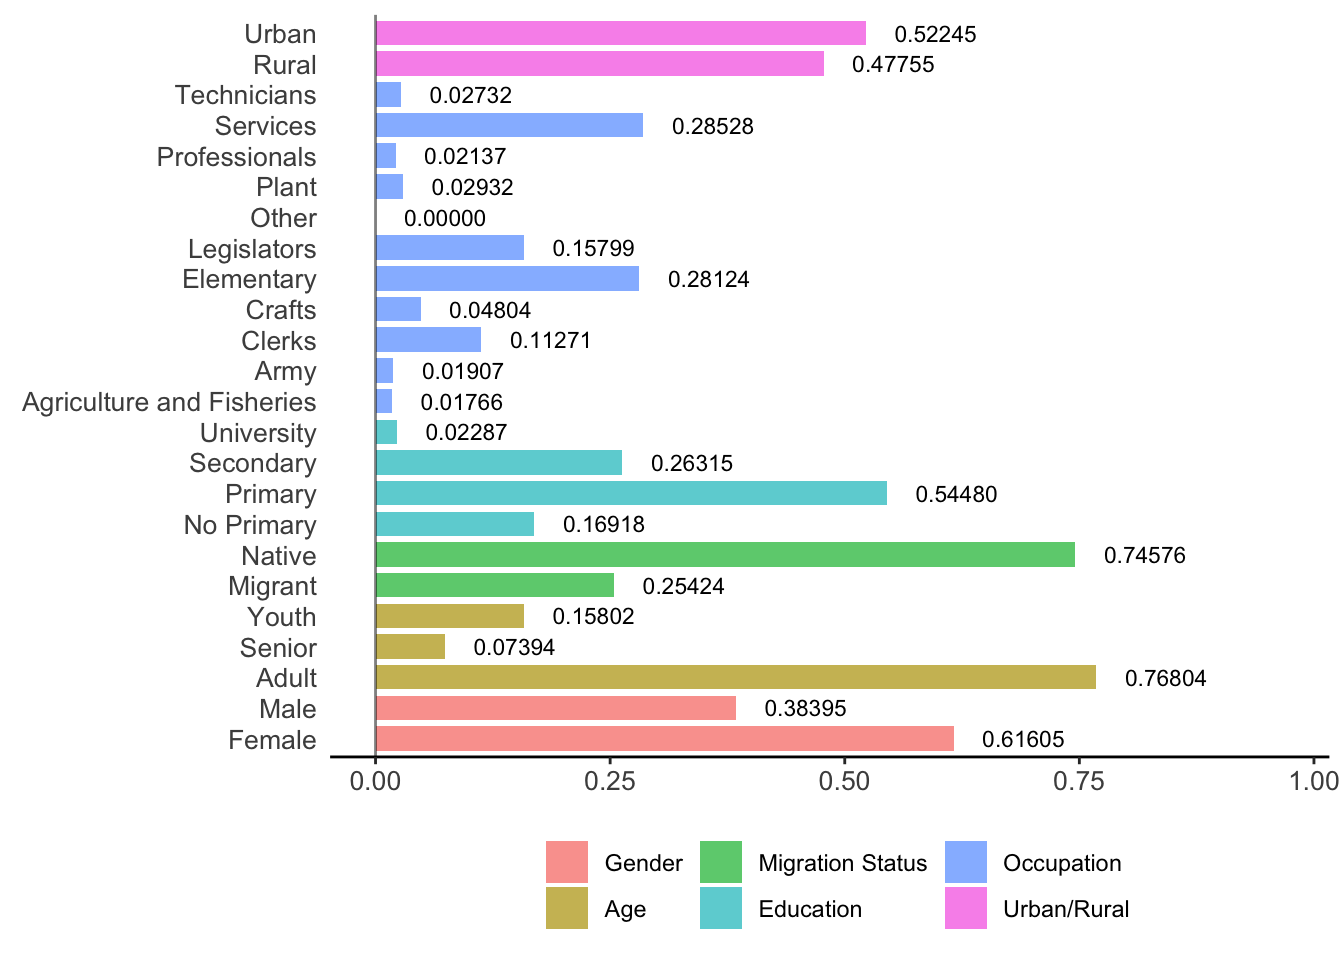 Urban 0.52245
Rural 0.47755
Technicians 0.02732
Services 0.28528
Professionals 0.02137
Plant 0.02932
Other 0.00000
Legislators 0.15799
Elementary 0.28124
Crafts 0.04804
Clerks 0.11271
Army 0.01907
Agriculture and Fisheries 0.01766
University 0.02287
Secondary 0.26315
Primary 0.54480
No Primary 0.16918
Native 0.74576
Migrant 0.25424
Youth 0.15802
Senior 0.07394
Adult 0.76804
Male 0.38395
Female 0.61605
0.00 0.25 0.50 0.75 1.00
Gender Migration Status Occupation
Age Education Urban/Rural